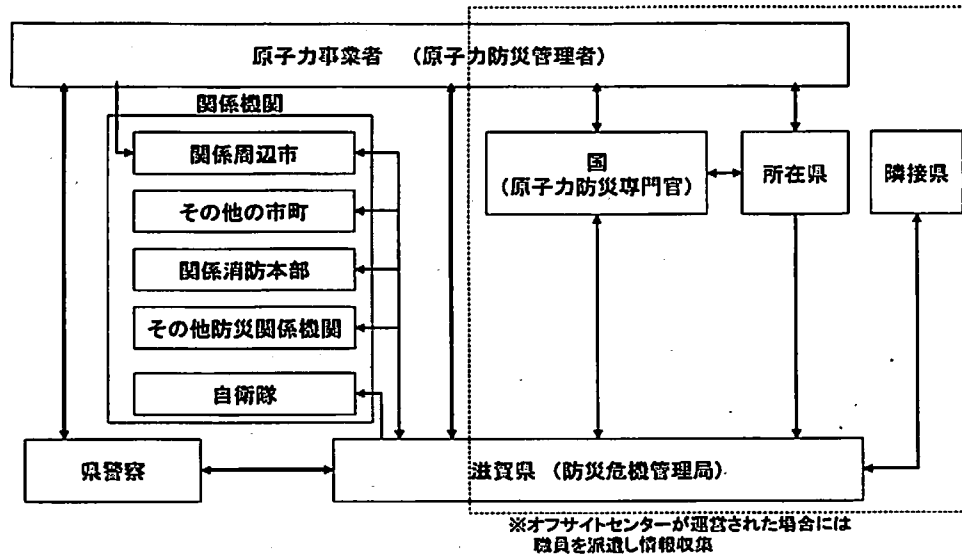 原子力事業者 （原子力防災管理者）
関係機関
関係周辺市
その他の市町
関係消防本部
その他防災関係機関
自衛隊
国
（原子力防災専門官）
所在県
隣接県
県警察
滋賀県 （防災危機管理局）
※オフサイトセンターが運営された場合には
職員を派遣し情報収集